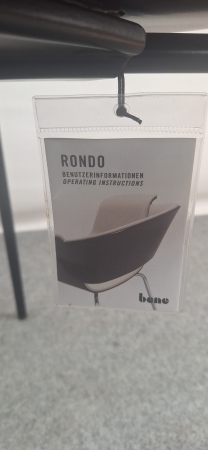 RONDO
BENUTZERINFORMATIONEN
OPERATING INSTRUCTIONS
bene